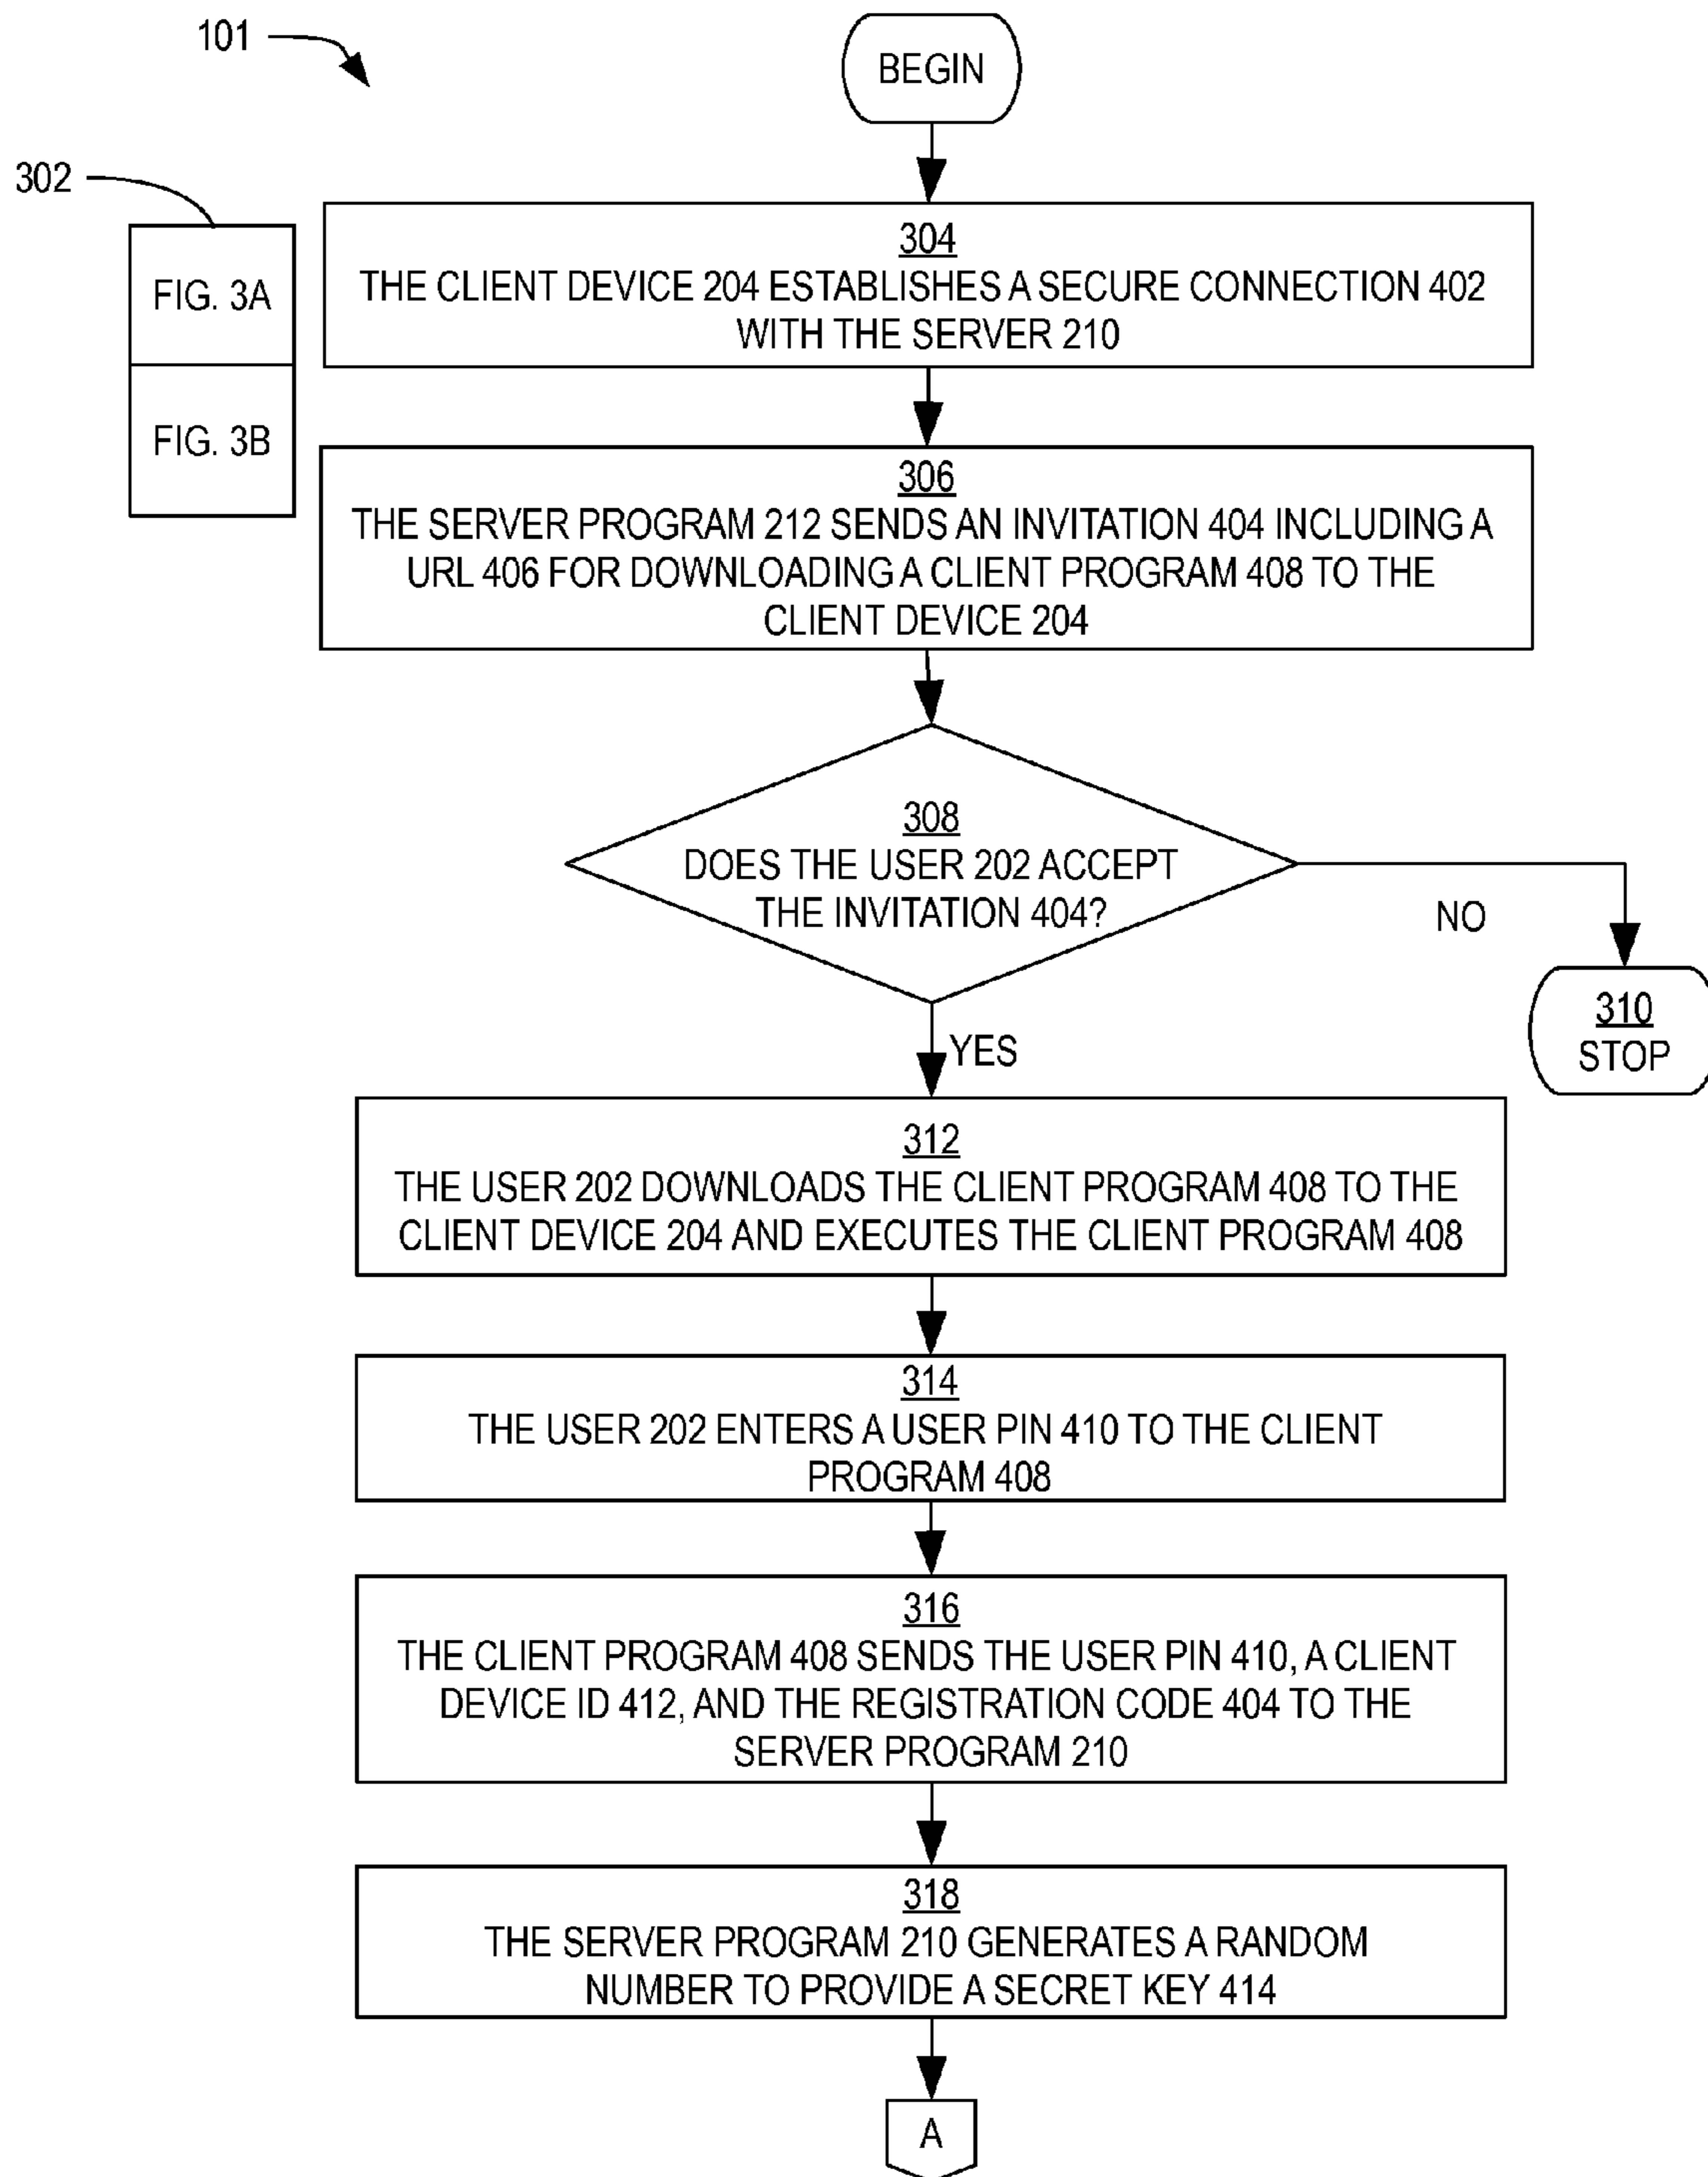 101
BEGIN
302
FIG. 3A
FIG. 3B
304
THE CLIENT DEVICE 204 ESTABLISHES A SECURE CONNECTION 402
WITH THE SERVER 210
306
THE SERVER PROGRAM 212 SENDS AN INVITATION 404 INCLUDING A
URL 406 FOR DOWNLOADING A CLIENT PROGRAM 408 TO THE
CLIENT DEVICE 204
308
DOES THE USER 202 ACCEPT
THE INVITATION 404?
NO
310
STOP
YES
312
THE USER 202 DOWNLOADS THE CLIENT PROGRAM 408 TO THE
CLIENT DEVICE 204 AND EXECUTES THE CLIENT PROGRAM 408
314
THE USER 202 ENTERS A USER PIN 410 TO THE CLIENT
PROGRAM 408
316
THE CLIENT PROGRAM 408 SENDS THE USER PIN 410, A CLIENT
DEVICE ID 412, AND THE REGISTRATION CODE 404 TO THE
SERVER PROGRAM 210
318
THE SERVER PROGRAM 210 GENERATES A RANDOM
NUMBER TO PROVIDE A SECRET KEY 414
A